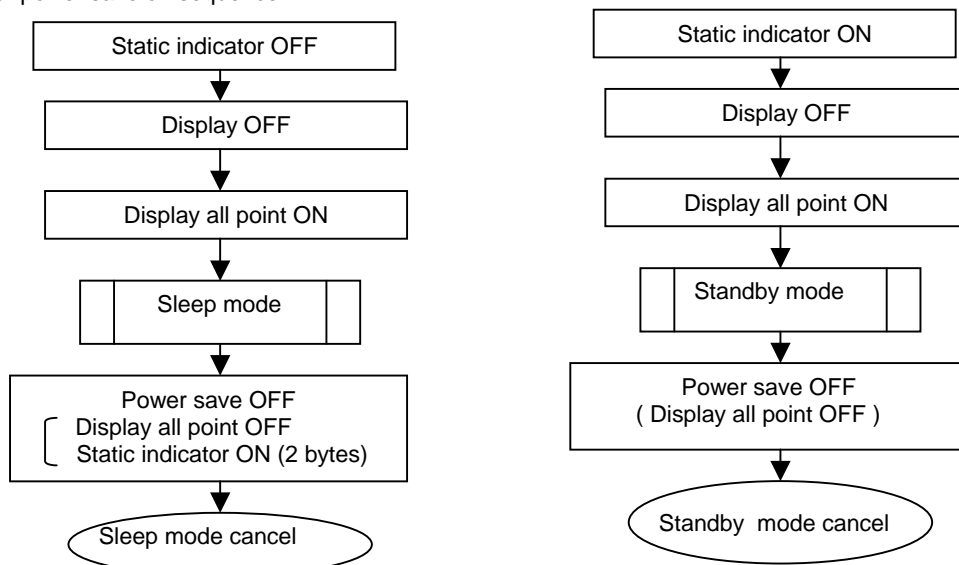 Static indicator OFF
Display OFF
Display all point ON
Sleep mode
Power save OFF
Display all point OFF
Static indicator ON (2 bytes)
Sleep mode cancel
Static indicator ON
Display OFF
Display all point ON
Standby mode
Power save OFF
( Display all point OFF )
Standby mode cancel